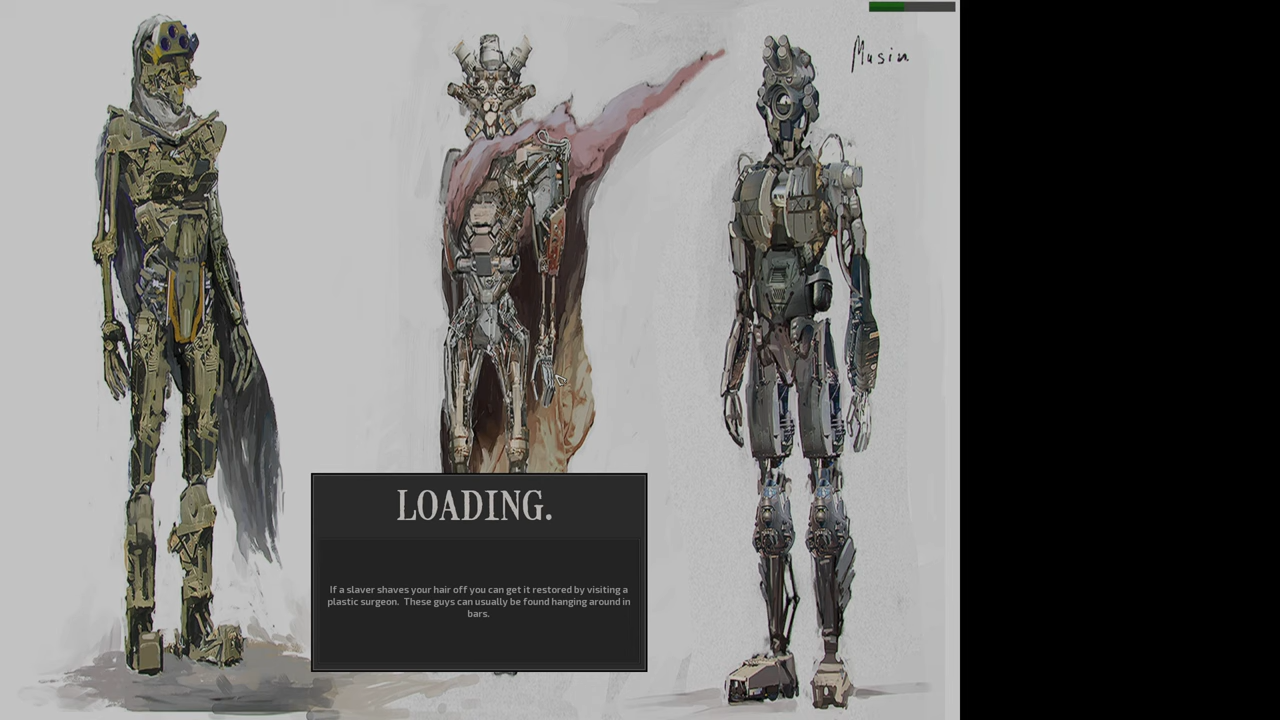 Musin
LOADING.
If a slaver shaves your hair off you can get it restored by visiting a
plastic surgeon.  These guys can usually be found hanging around in
bars.